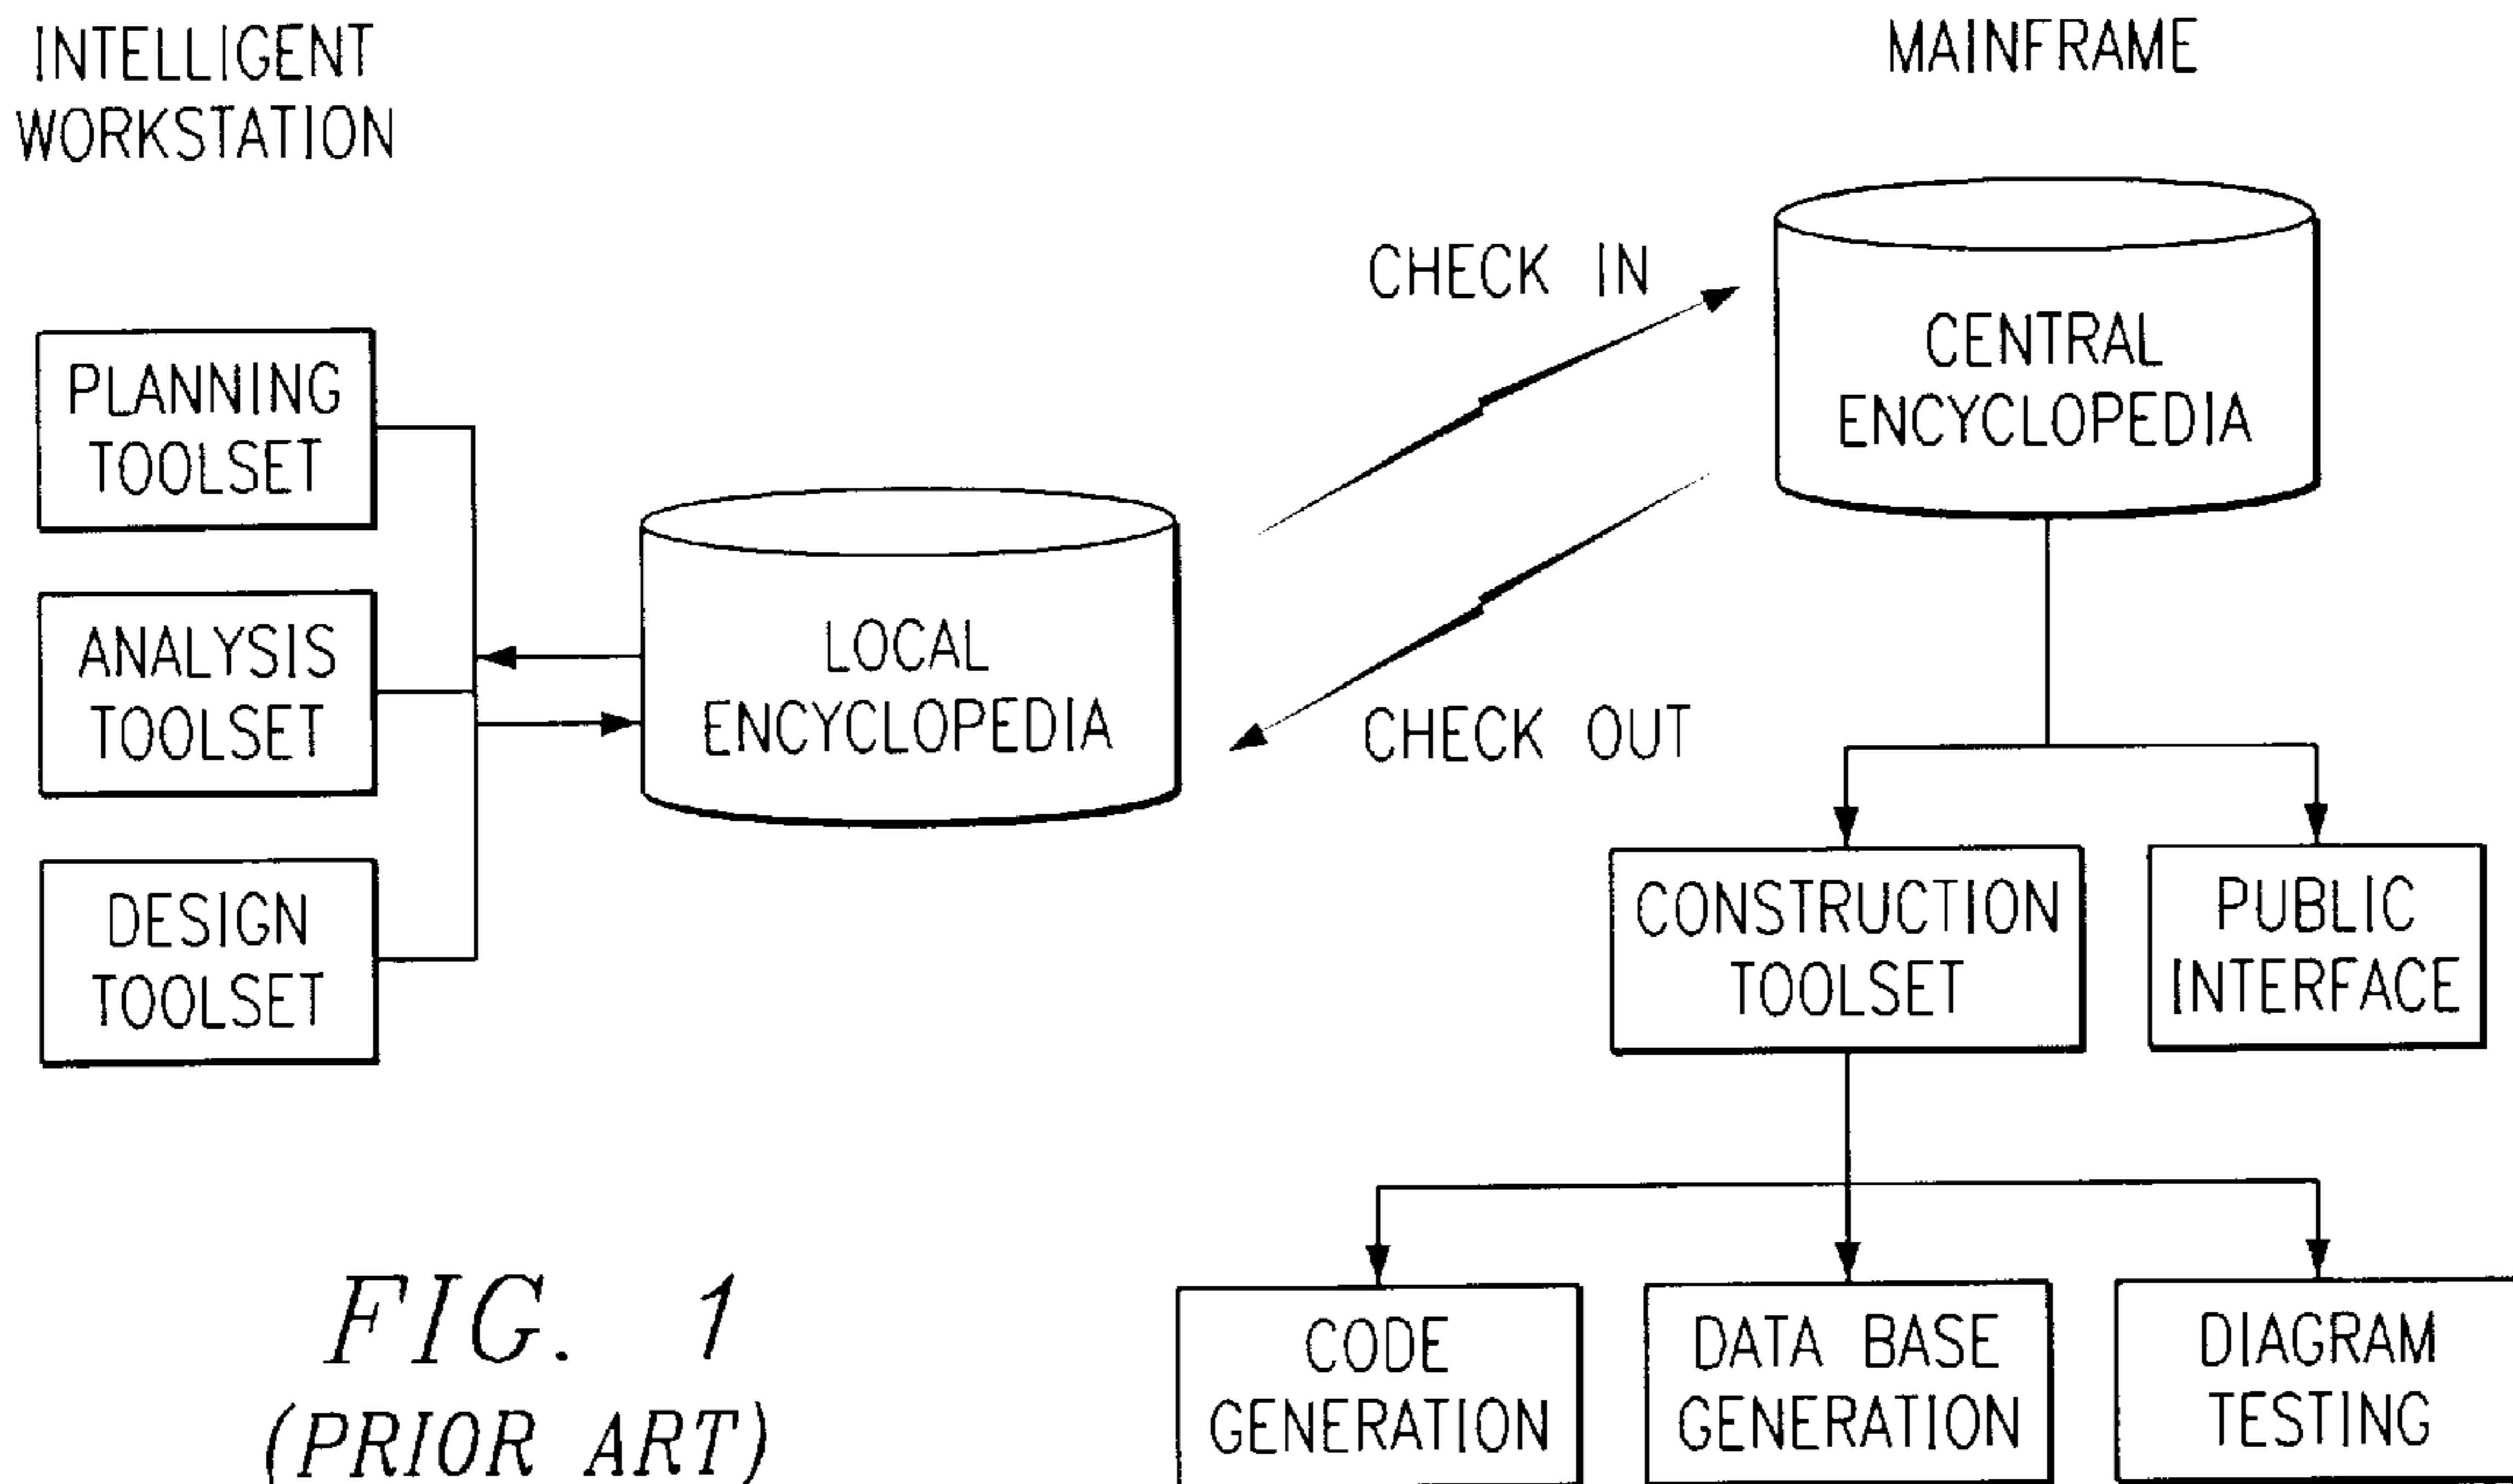 INTELLIGENT
WORKSTATION
MAINFRAME
CHECK IN
CENTRAL
ENCYCLOPEDIA
PLANNING
TOOLSET
ANALYSIS
TOOLSET
DESIGN
TOOLSET
LOCAL
ENCYCLOPEDIA
CHECK OUT
CONSTRUCTION
TOOLSET
PUBLIC
INTERFACE
CODE
GENERATION
DATA BASE
GENERATION
DIAGRAM
TESTING
FIG. 1
(PRIOR ART)